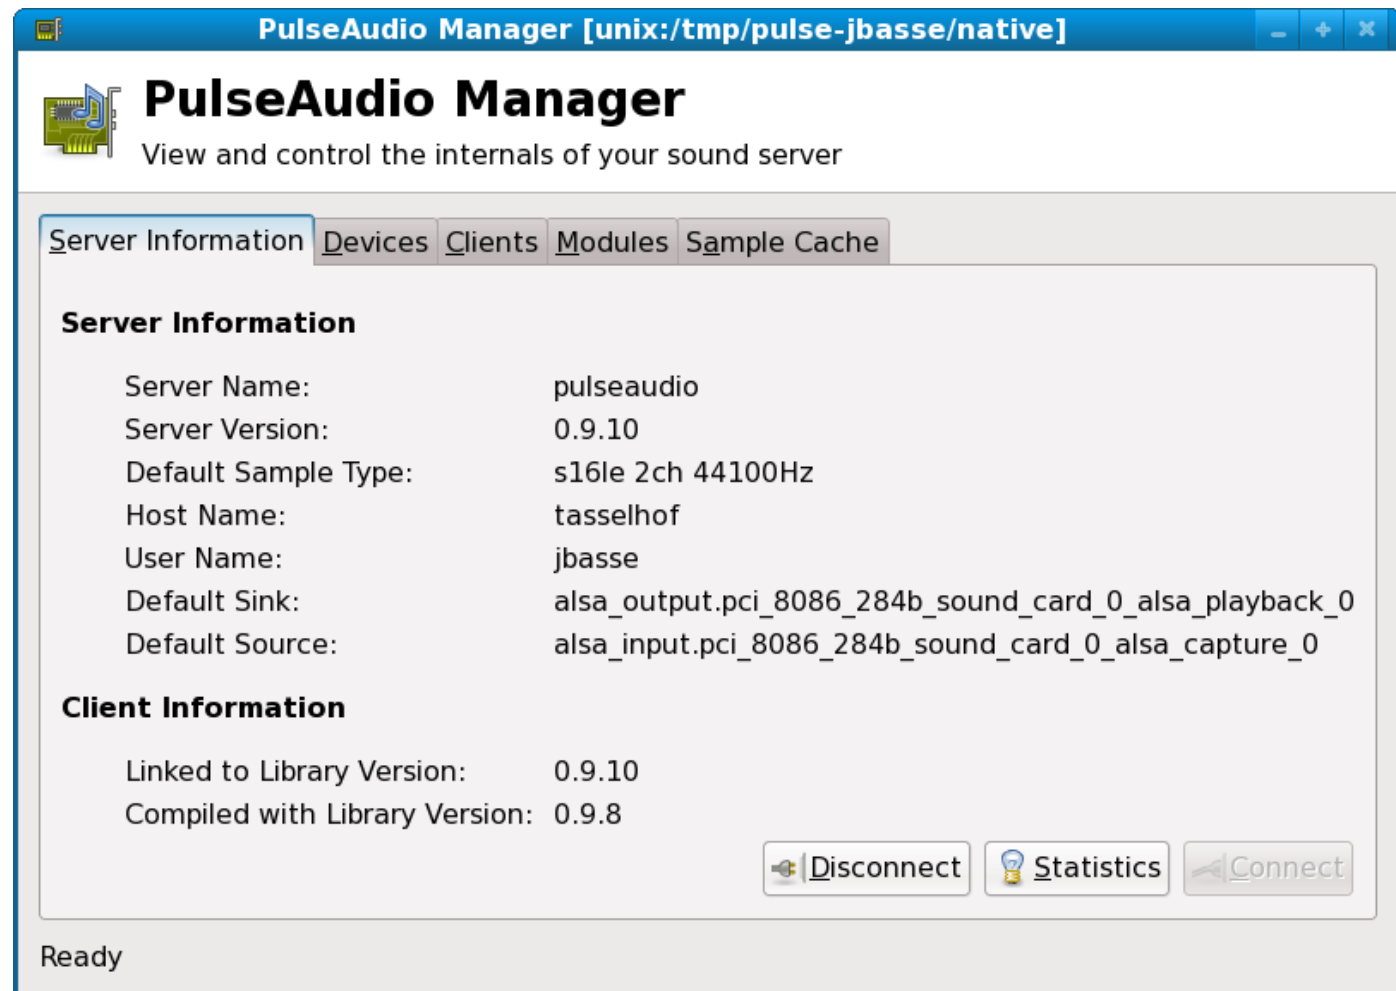 PulseAudio Manager [unix:/tmp/pulse-jbasse/native]
PulseAudio Manager
View and control the internals of your sound server
Server Information Devices Clients Modules Sample Cache
Server Information
Server Name: pulseaudio
Server Version: 0.9.10
Default Sample Type: s16le 2ch 44100Hz
Host Name: tasselhof
User Name: jbasse
Default Sink: alsa_output.pci_8086_284b_sound_card_0_alsa_playback_0
Default Source: alsa_input.pci_8086_284b_sound_card_0_alsa_capture_0
Client Information
Linked to Library Version: 0.9.10
Compiled with Library Version: 0.9.8
Disconnect Statistics Connect
Ready